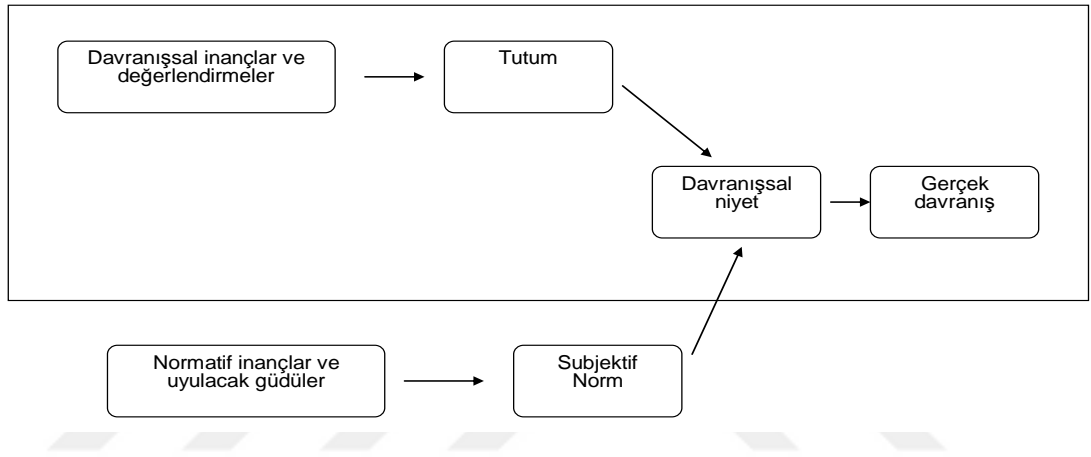 Davranışsal inançlar ve
değerlendirmeler
Tutum
Davranışsal
niyet
Gerçek
davranış
Normatif inançlar ve
uyulacak güdüler
Subjektif
Norm